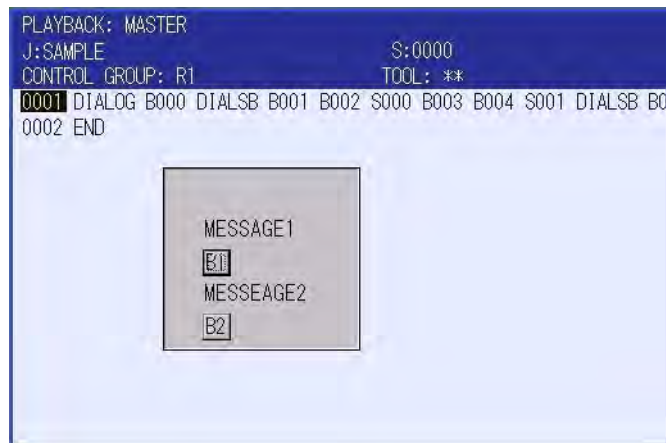 PLAYBACK: MASTER
J:SAMPLE S:0000
CONTROL GROUP: R1 TOOL: **
0001 DIALOG B000 DIALSB B001 B002 S000 B003 B004 S001 DIALSB B0
0002 END
MESSAGE1
B1
MESSEAGE2
B2